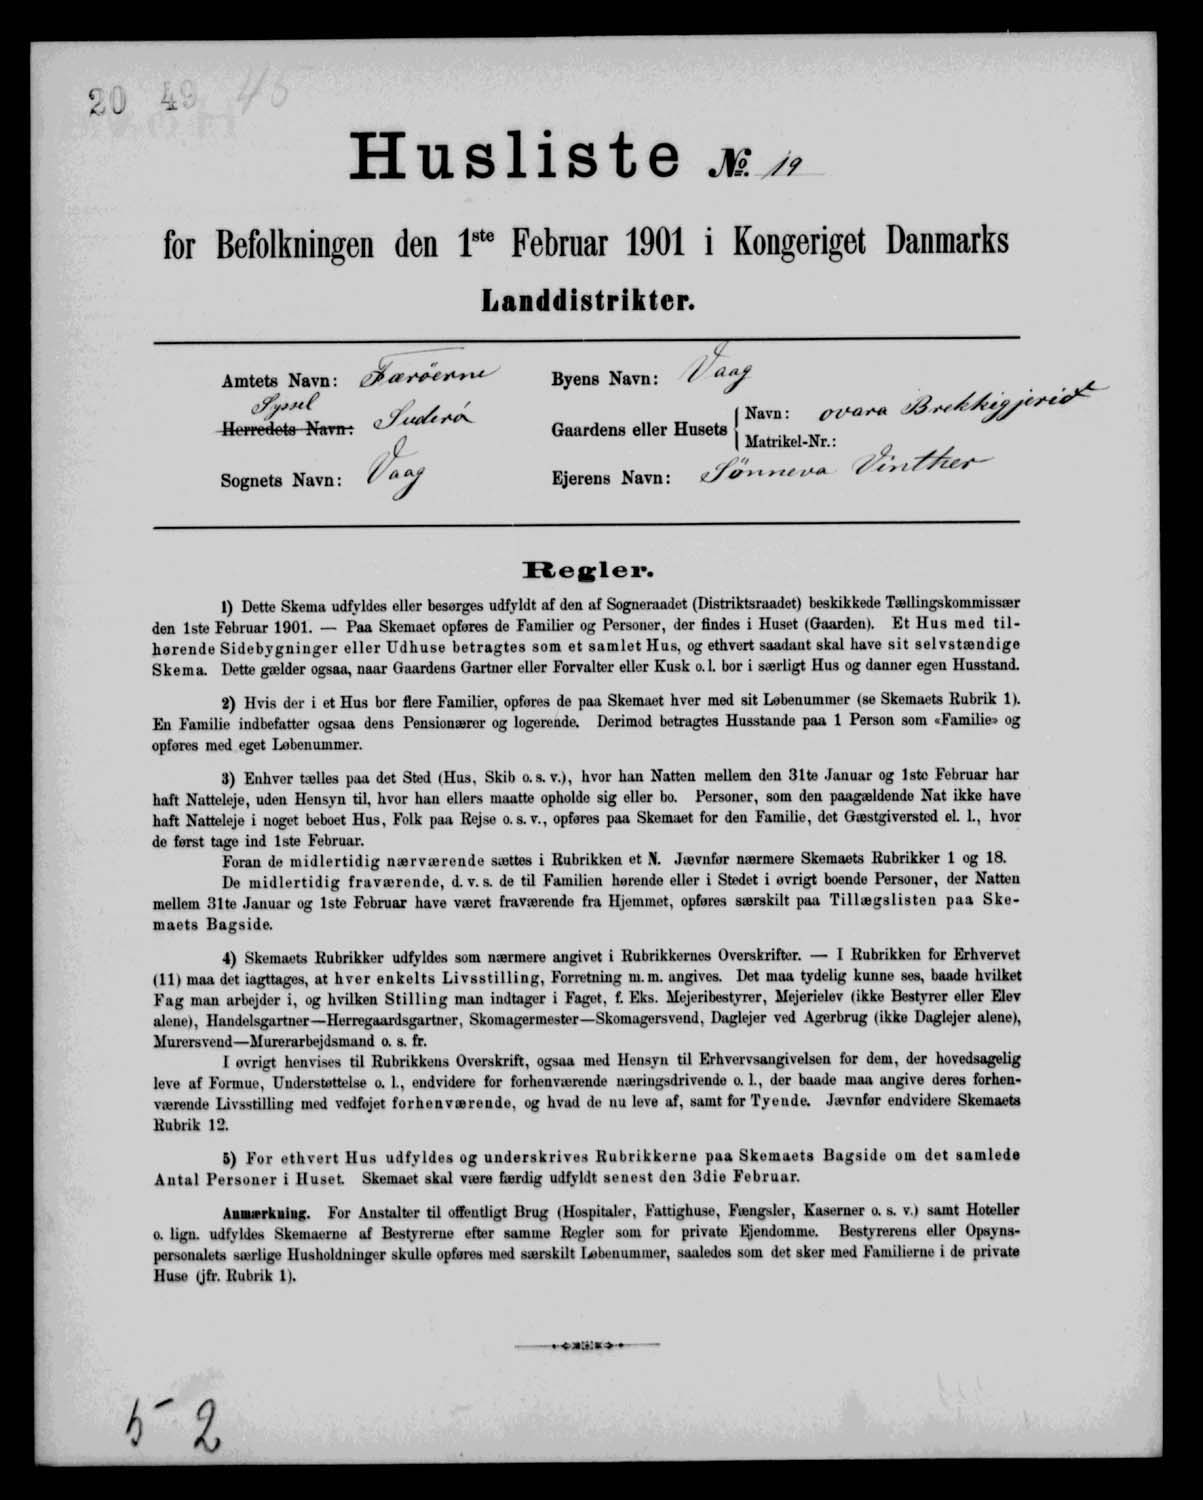 20 49 45
Husliste №. 19
for Befolkningen den 1ste Februar 1901 i Kongeriget Danmarks
Landdistrikter.
Amtets Navn: Færöerne
Byens Navn: Vaag
Syssel
Herredets Navn: Suderø
Gaardens eller Husets
Navn: ovara Brekkigjeriđ
Matrikel-Nr.:
Sognets Navn: Vaag
Ejerens Navn: Sönneva Vinther
Regler.
1) Dette Skema udfyldes eller besørges udfyldt af den af Sogneraadet (Distriktsraadet) beskikkede Tællingskommissær
den 1ste Februar 1901. — Paa Skemaet opføres de Familier og Personer, der findes i Huset (Gaarden). Et Hus med til-
hørende Sidebygninger eller Udhuse betragtes som et samlet Hus, og ethvert saadant skal have sit selvstændige
Skema. Dette gælder ogsaa, naar Gaardens Gartner eller Forvalter eller Kusk o. l. bor i særligt Hus og danner egen Husstand.
2) Hvis der i et Hus bor flere Familier, opføres de paa Skemaet hver med sit Løbenummer (se Skemaets Rubrik 1).
En Familie indbefatter ogsaa dens Pensionærer og logerende. Derimod betragtes Husstande paa 1 Person som «Familie» og
opføres med eget Løbenummer.
3) Enhver tælles paa det Sted (Hus, Skib o. s. v.), hvor han Natten mellem den 31te Januar og 1ste Februar har
haft Natteleje, uden Hensyn til, hvor han ellers maatte opholde sig eller bo. Personer, som den paagældende Nat ikke have
haft Natteleje i noget beboet Hus, Folk paa Rejse o. s. v., opføres paa Skemaet for den Familie, det Gæstgiversted el. l., hvor
de først tage ind 1ste Februar.
Foran de midlertidig nærværende sættes i Rubrikken et N. Jævnfør nærmere Skemaets Rubrikker 1 og 18.
De midlertidig fraværende, d. v. s. de til Familien hørende eller i Stedet i øvrigt boende Personer, der Natten
mellem 31te Januar og 1ste Februar have været fraværende fra Hjemmet, opføres særskilt paa Tillægslisten paa Ske-
maets Bagside.
4) Skemaets Rubrikker udfyldes som nærmere angivet i Rubrikkernes Overskrifter. — I Rubrikken for Erhvervet
(11) maa det iagttages, at hver enkelts Livsstilling, Forretning m. m. angives. Det maa tydelig kunne ses, baade hvilket
Fag man arbejder i, og hvilken Stilling man indtager i Faget, f. Eks. Mejeribestyrer, Mejerielev (ikke Bestyrer eller Elev
alene), Handelsgartner—Herregaardsgartner, Skomagermester—Skomagersvend, Daglejer ved Agerbrug (ikke Daglejer alene),
Murersvend—Murerarbejdsmand o. s. fr.
I øvrigt henvises til Rubrikkens Overskrift, ogsaa med Hensyn til Erhvervsangivelsen for dem, der hovedsagelig
leve af Formue, Understøttelse o. l., endvidere for forhenværende næringsdrivende o. l., der baade maa angive deres forhen-
værende Livsstilling med vedføjet forhenværende, og hvad de nu leve af, samt for Tyende. Jævnfør endvidere Skemaets
Rubrik 12.
5) For ethvert Hus udfyldes og underskrives Rubrikkerne paa Skemaets Bagside om det samlede
Antal Personer i Huset. Skemaet skal være færdig udfyldt senest den 3die Februar.
Anmærkning. For Anstalter til offentligt Brug (Hospitaler, Fattighuse, Fængsler, Kaserner o. s. v.) samt Hoteller
o. lign. udfyldes Skemaerne af Bestyrerne efter samme Regler som for private Ejendomme. Bestyrerens eller Opsyns-
personalets særlige Husholdninger skulle opføres med særskilt Løbenummer, saaledes som det sker med Familierne i de private
Huse (jfr. Rubrik 1).
5 2